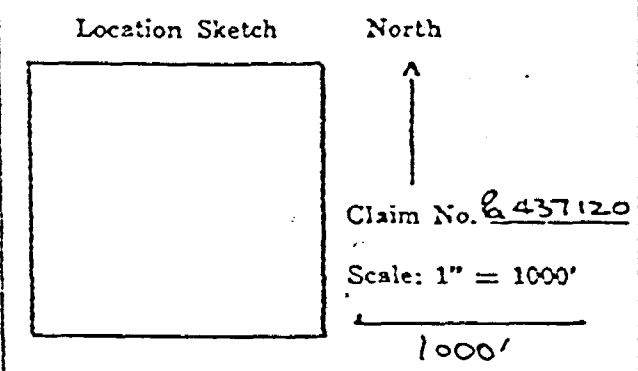 Location Sketch
North
Claim No. 437120
Scale: 1" = 1000'
1000'